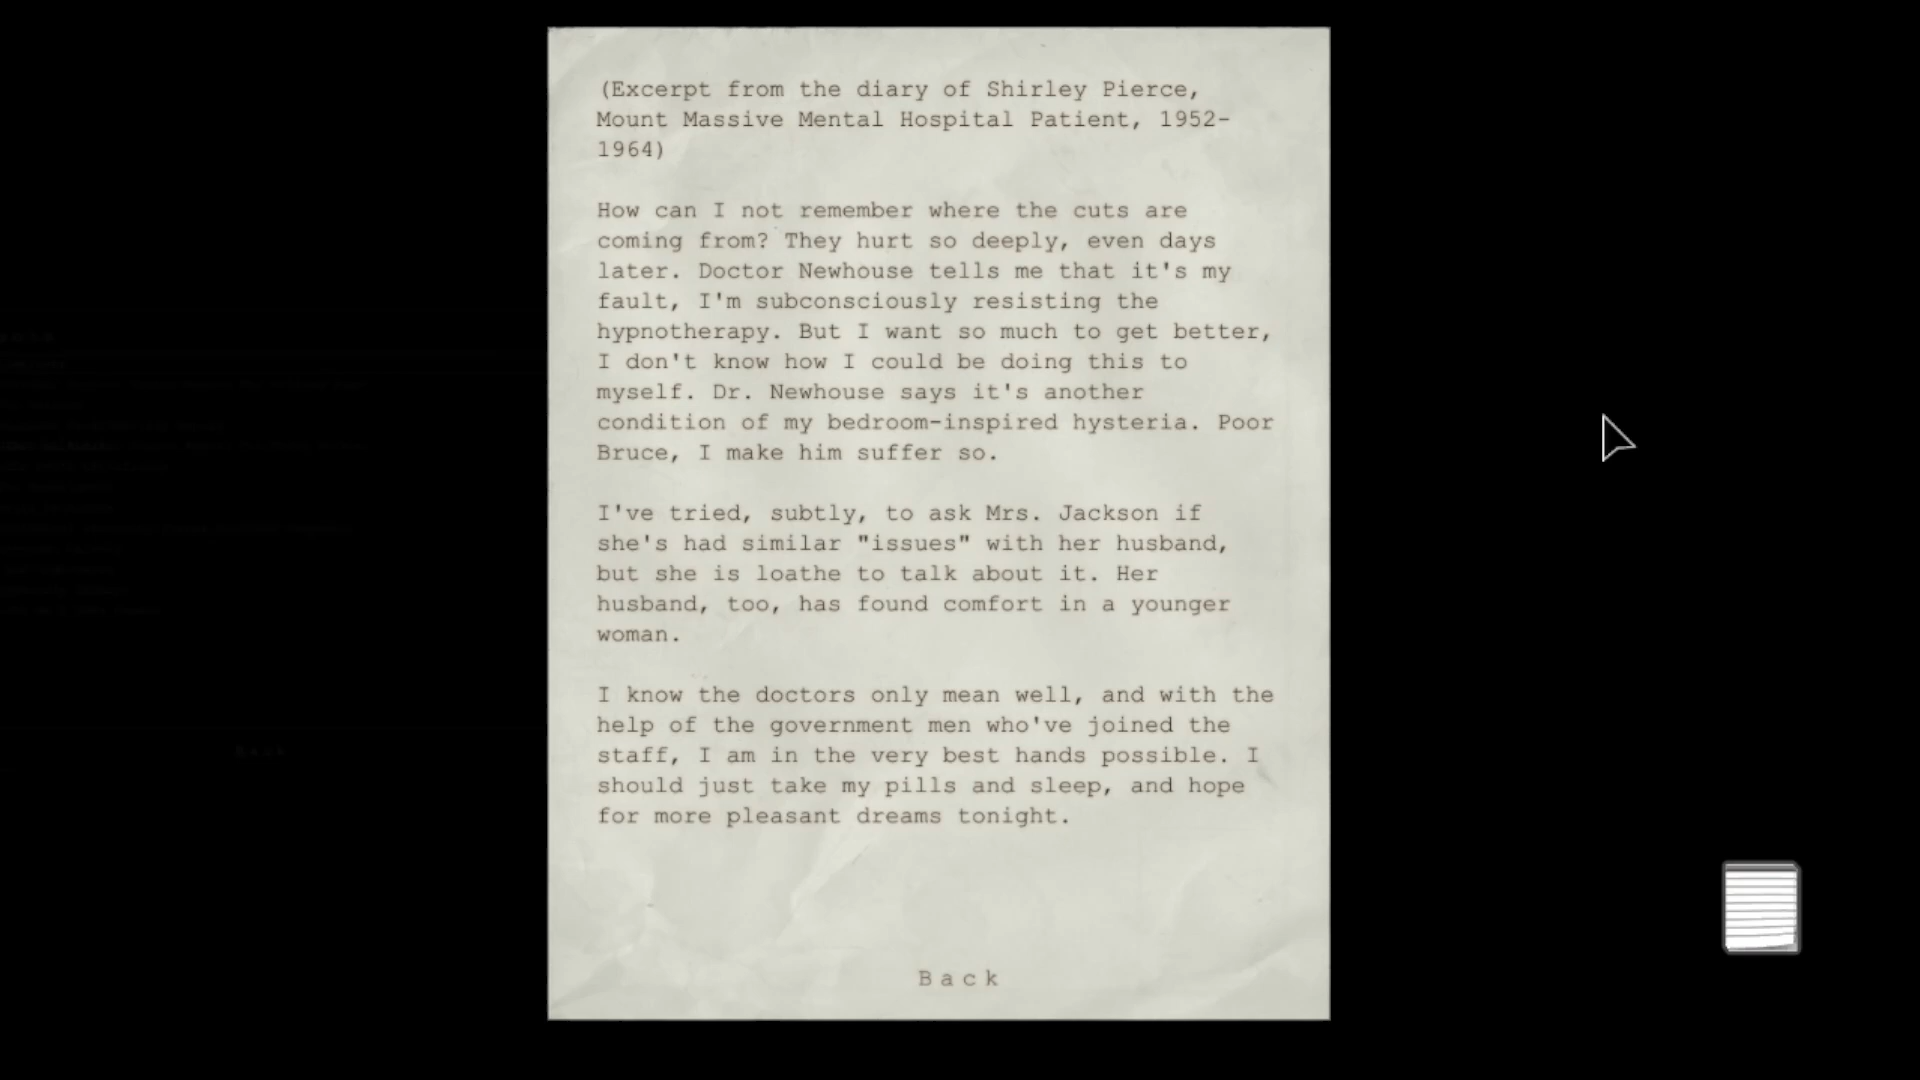 (Excerpt from the diary of Shirley Pierce,
Mount Massive Mental Hospital Patient, 1952-
1964)
How can I not remember where the cuts are
coming from? They hurt so deeply, even days
later. Doctor Newhouse tells me that it's my
fault, I'm subconsciously resisting the
hypnotherapy. But I want so much to get better,
I don't know how I could be doing this to
myself. Dr. Newhouse says it's another
condition of my bedroom-inspired hysteria. Poor
Bruce, I make him suffer so.
I've tried, subtly, to ask Mrs. Jackson if
she's had similar "issues" with her husband,
but she is loathe to talk about it. Her
husband, too, has found comfort in a younger
woman.
I know the doctors only mean well, and with the
help of the government men who've joined the
staff, I am in the very best hands possible. I
should just take my pills and sleep, and hope
for more pleasant dreams tonight.
Back